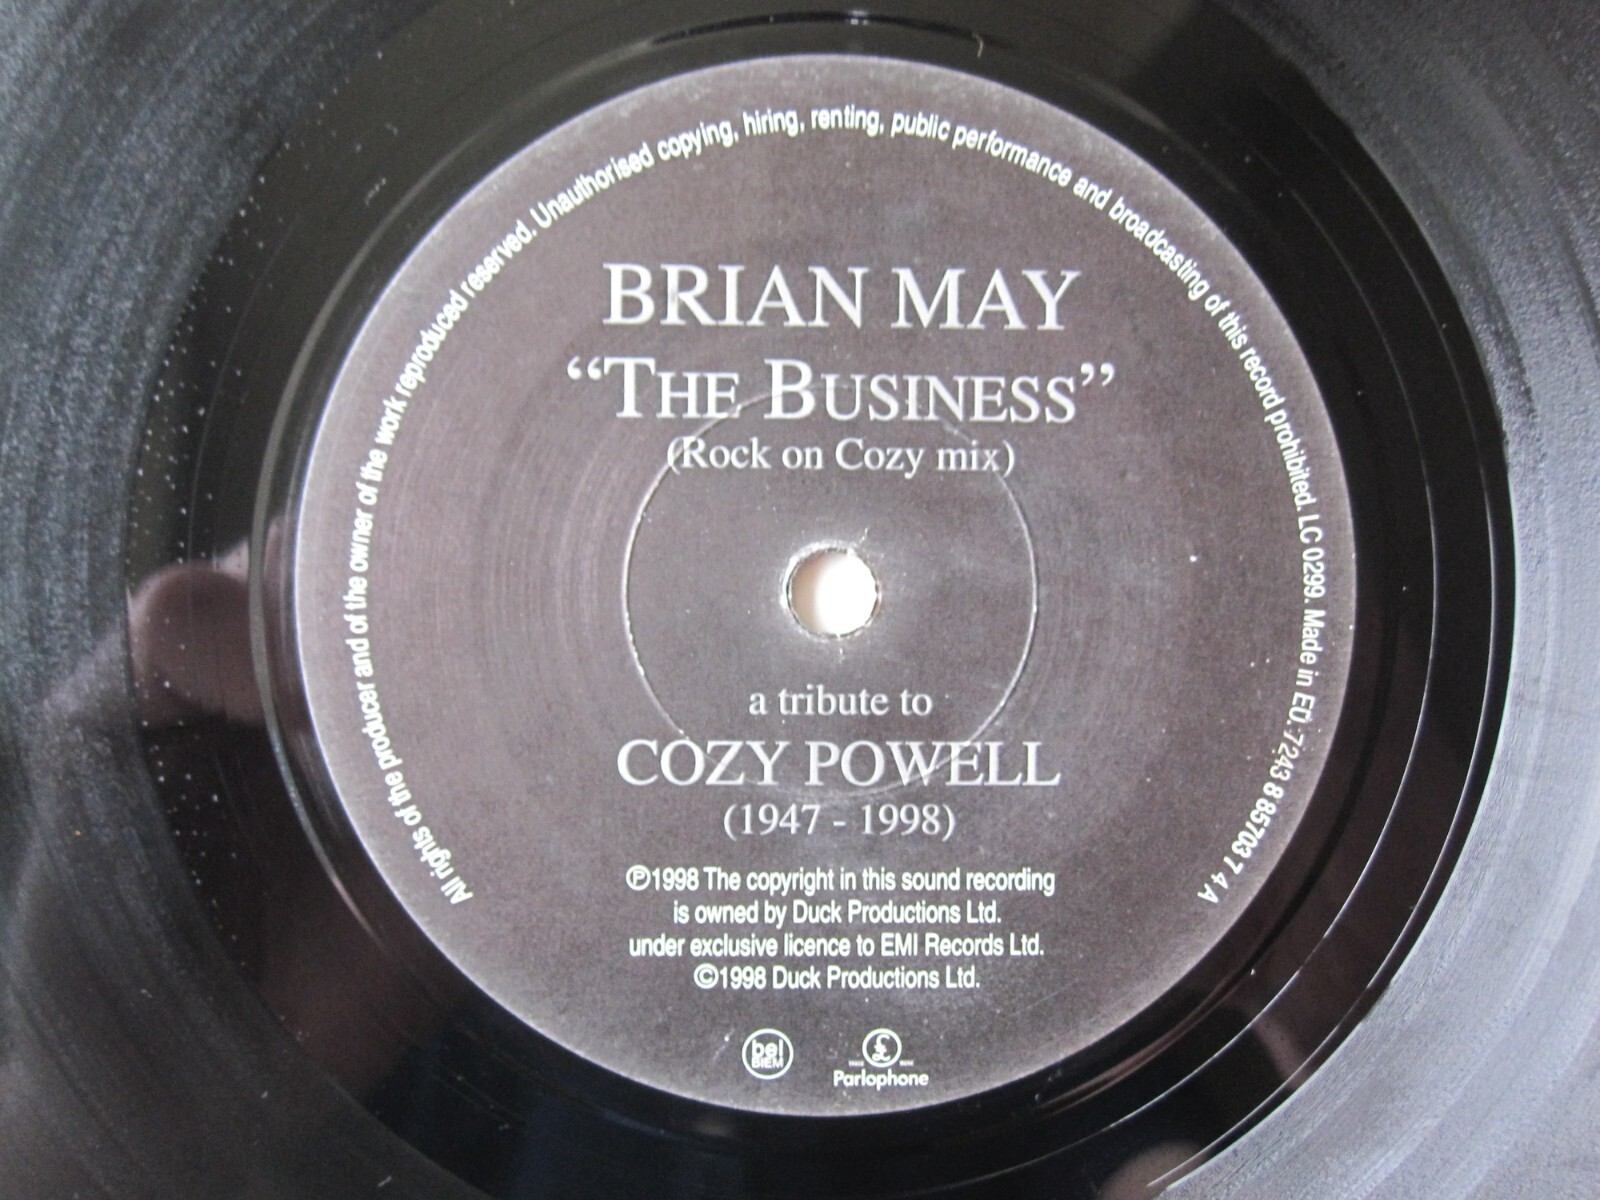 All rights of the producer and of the owner of the work reproduced reserved. Unauthorised copying, hiring, renting, public performance and broadcasting of this record prohibited. LC 0299. Made in EU. 7243 8 85703 7 4 A
BRIAN MAY
“THE BUSINESS”
(Rock on Cozy mix)
a tribute to
COZY POWELL
(1947 - 1998)
℗1998 The copyright in this sound recording
is owned by Duck Productions Ltd.
under exclusive licence to EMI Records Ltd.
©1998 Duck Productions Ltd.
bel
BIEM
£
Parlophone